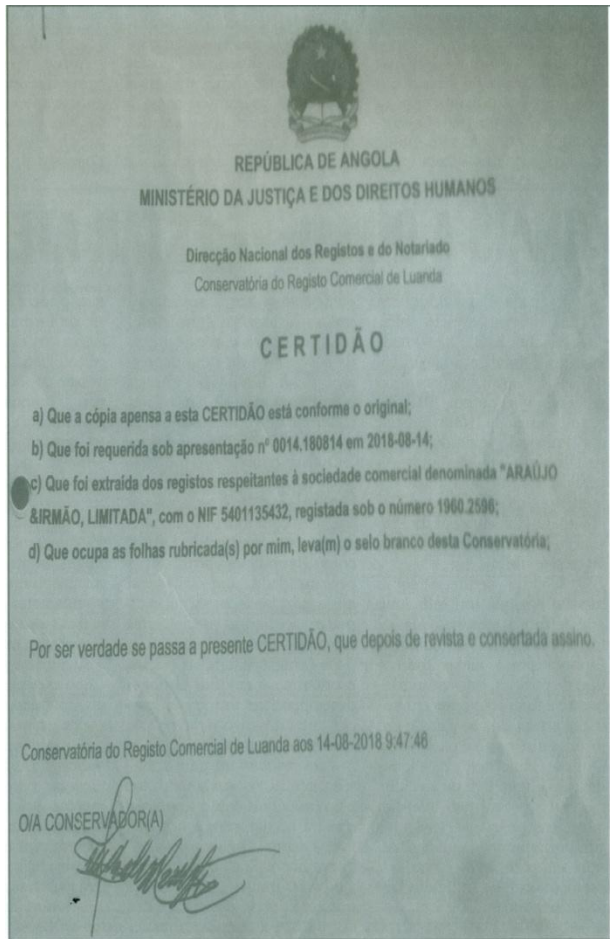 REPÚBLICA DE ANGOLA
MINISTÉRIO DA JUSTIÇA E DOS DIREITOS HUMANOS
Direcção Nacional dos Registos e do Notariado
Conservatória do Registo Comercial de Luanda
CERTIDÃO
a) Que a cópia apensa a esta CERTIDÃO está conforme o original;
b) Que foi requerida sob apresentação nº 0014.180814 em 2018-08-14;
c) Que foi extraída dos registos respeitantes à sociedade comercial denominada "ARAÚJO
&IRMÃO, LIMITADA", com o NIF 5401135432, registada sob o número 1960.2596;
d) Que ocupa as folhas rubricada(s) por mim, leva(m) o selo branco desta Conservatória;
Por ser verdade se passa a presente CERTIDÃO, que depois de revista e consertada assino.
Conservatória do Registo Comercial de Luanda aos 14-08-2018 9:47:46
O/A CONSERVADOR(A)